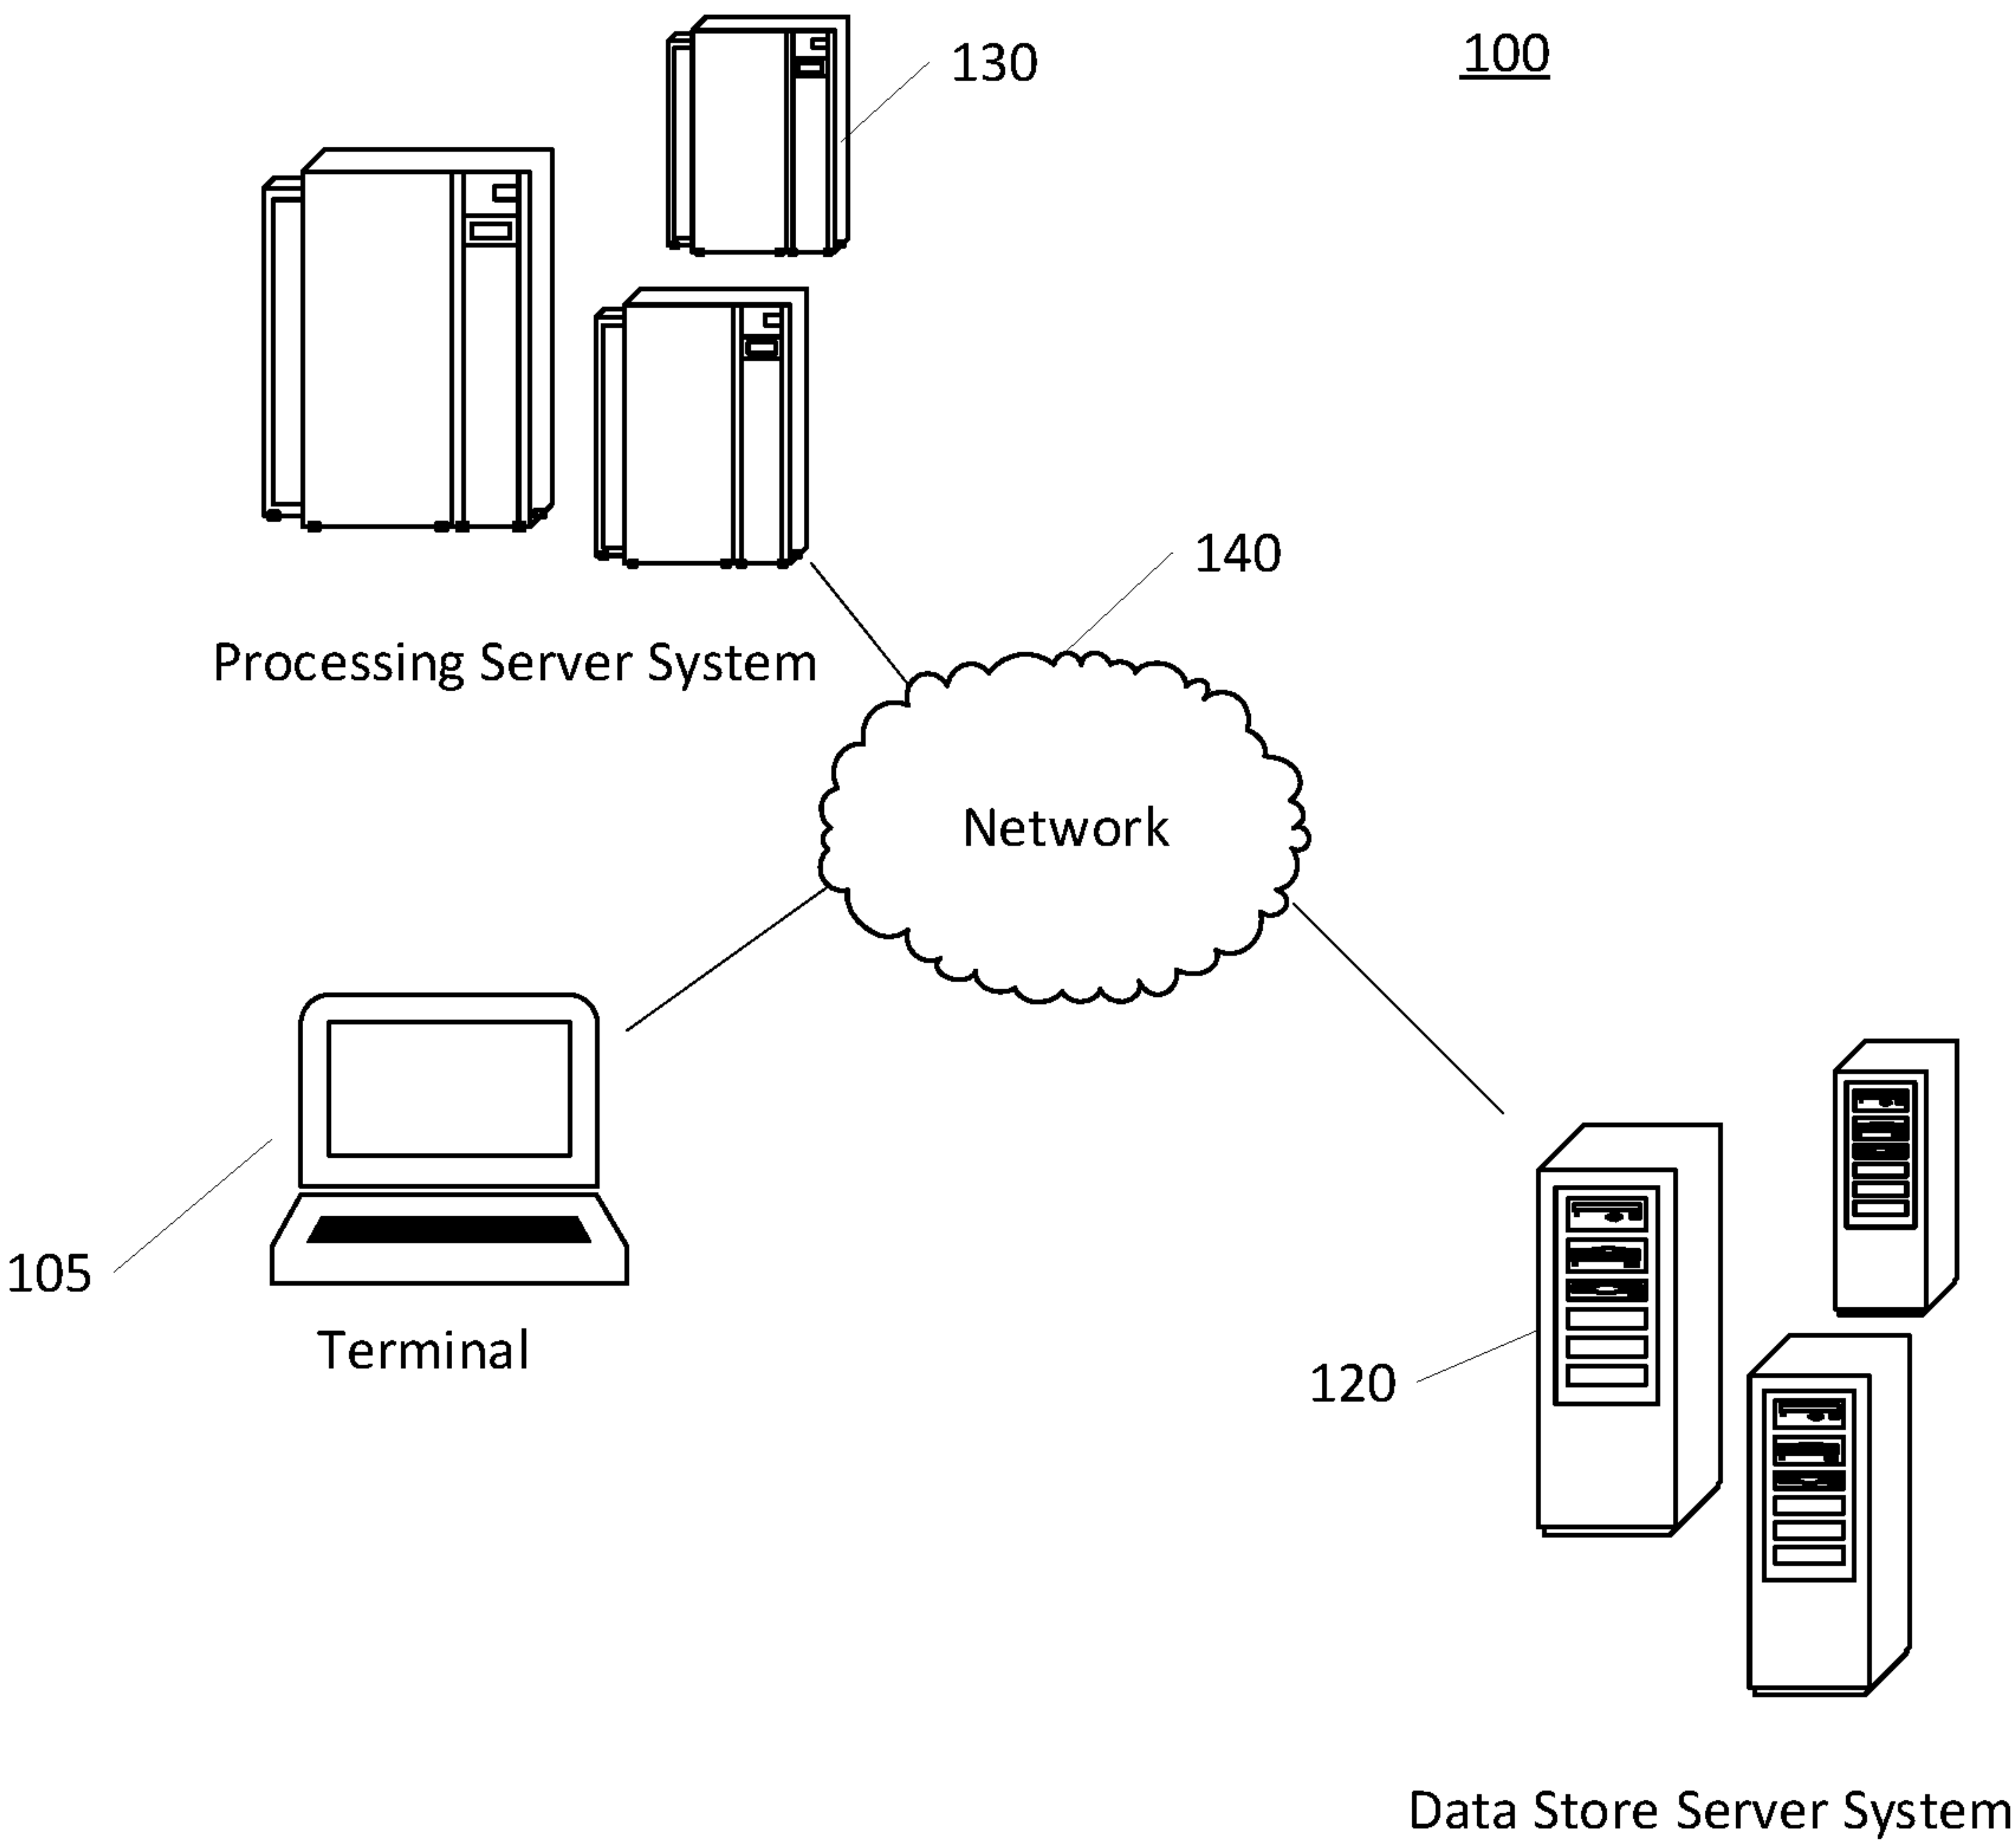 100
130
140
Processing Server System
Network
105
Terminal
120
Data Store Server System